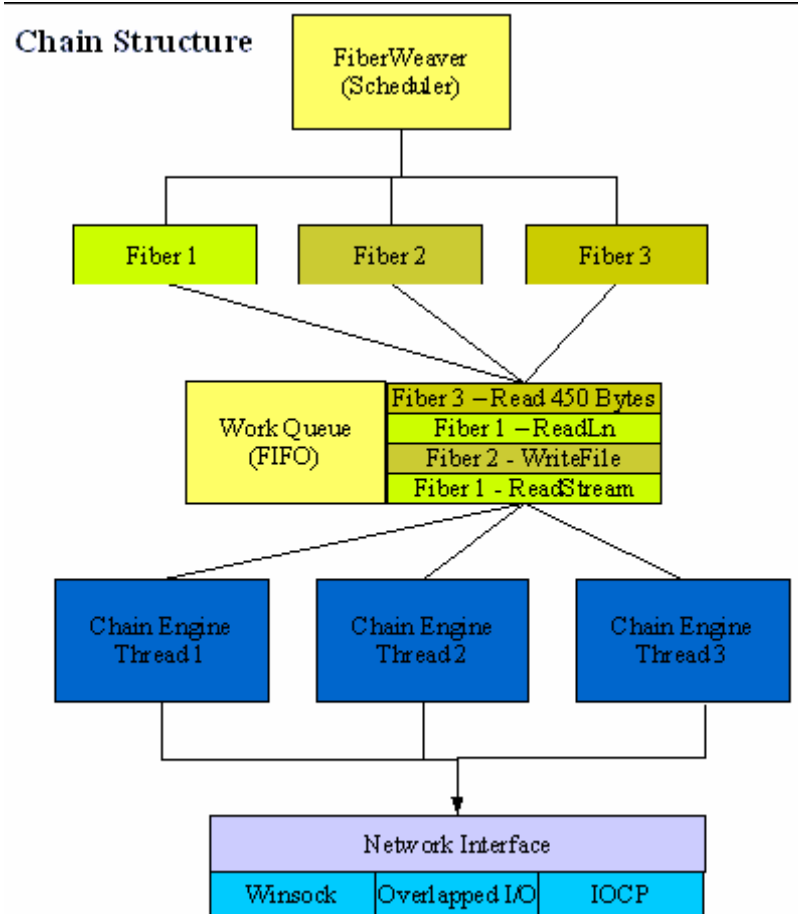 Chain Structure
FiberWeaver
(Scheduler)
Fiber 1
Fiber 2
Fiber 3
Work Queue
(FIFO)
Fiber 3 – Read 450 Bytes
Fiber 1 – ReadLn
Fiber 2 - WriteFile
Fiber 1 - ReadStream
Chain Engine
Thread 1
Chain Engine
Thread 2
Chain Engine
Thread 3
Network Interface
Winsock
Overlapped I/O
IOCP